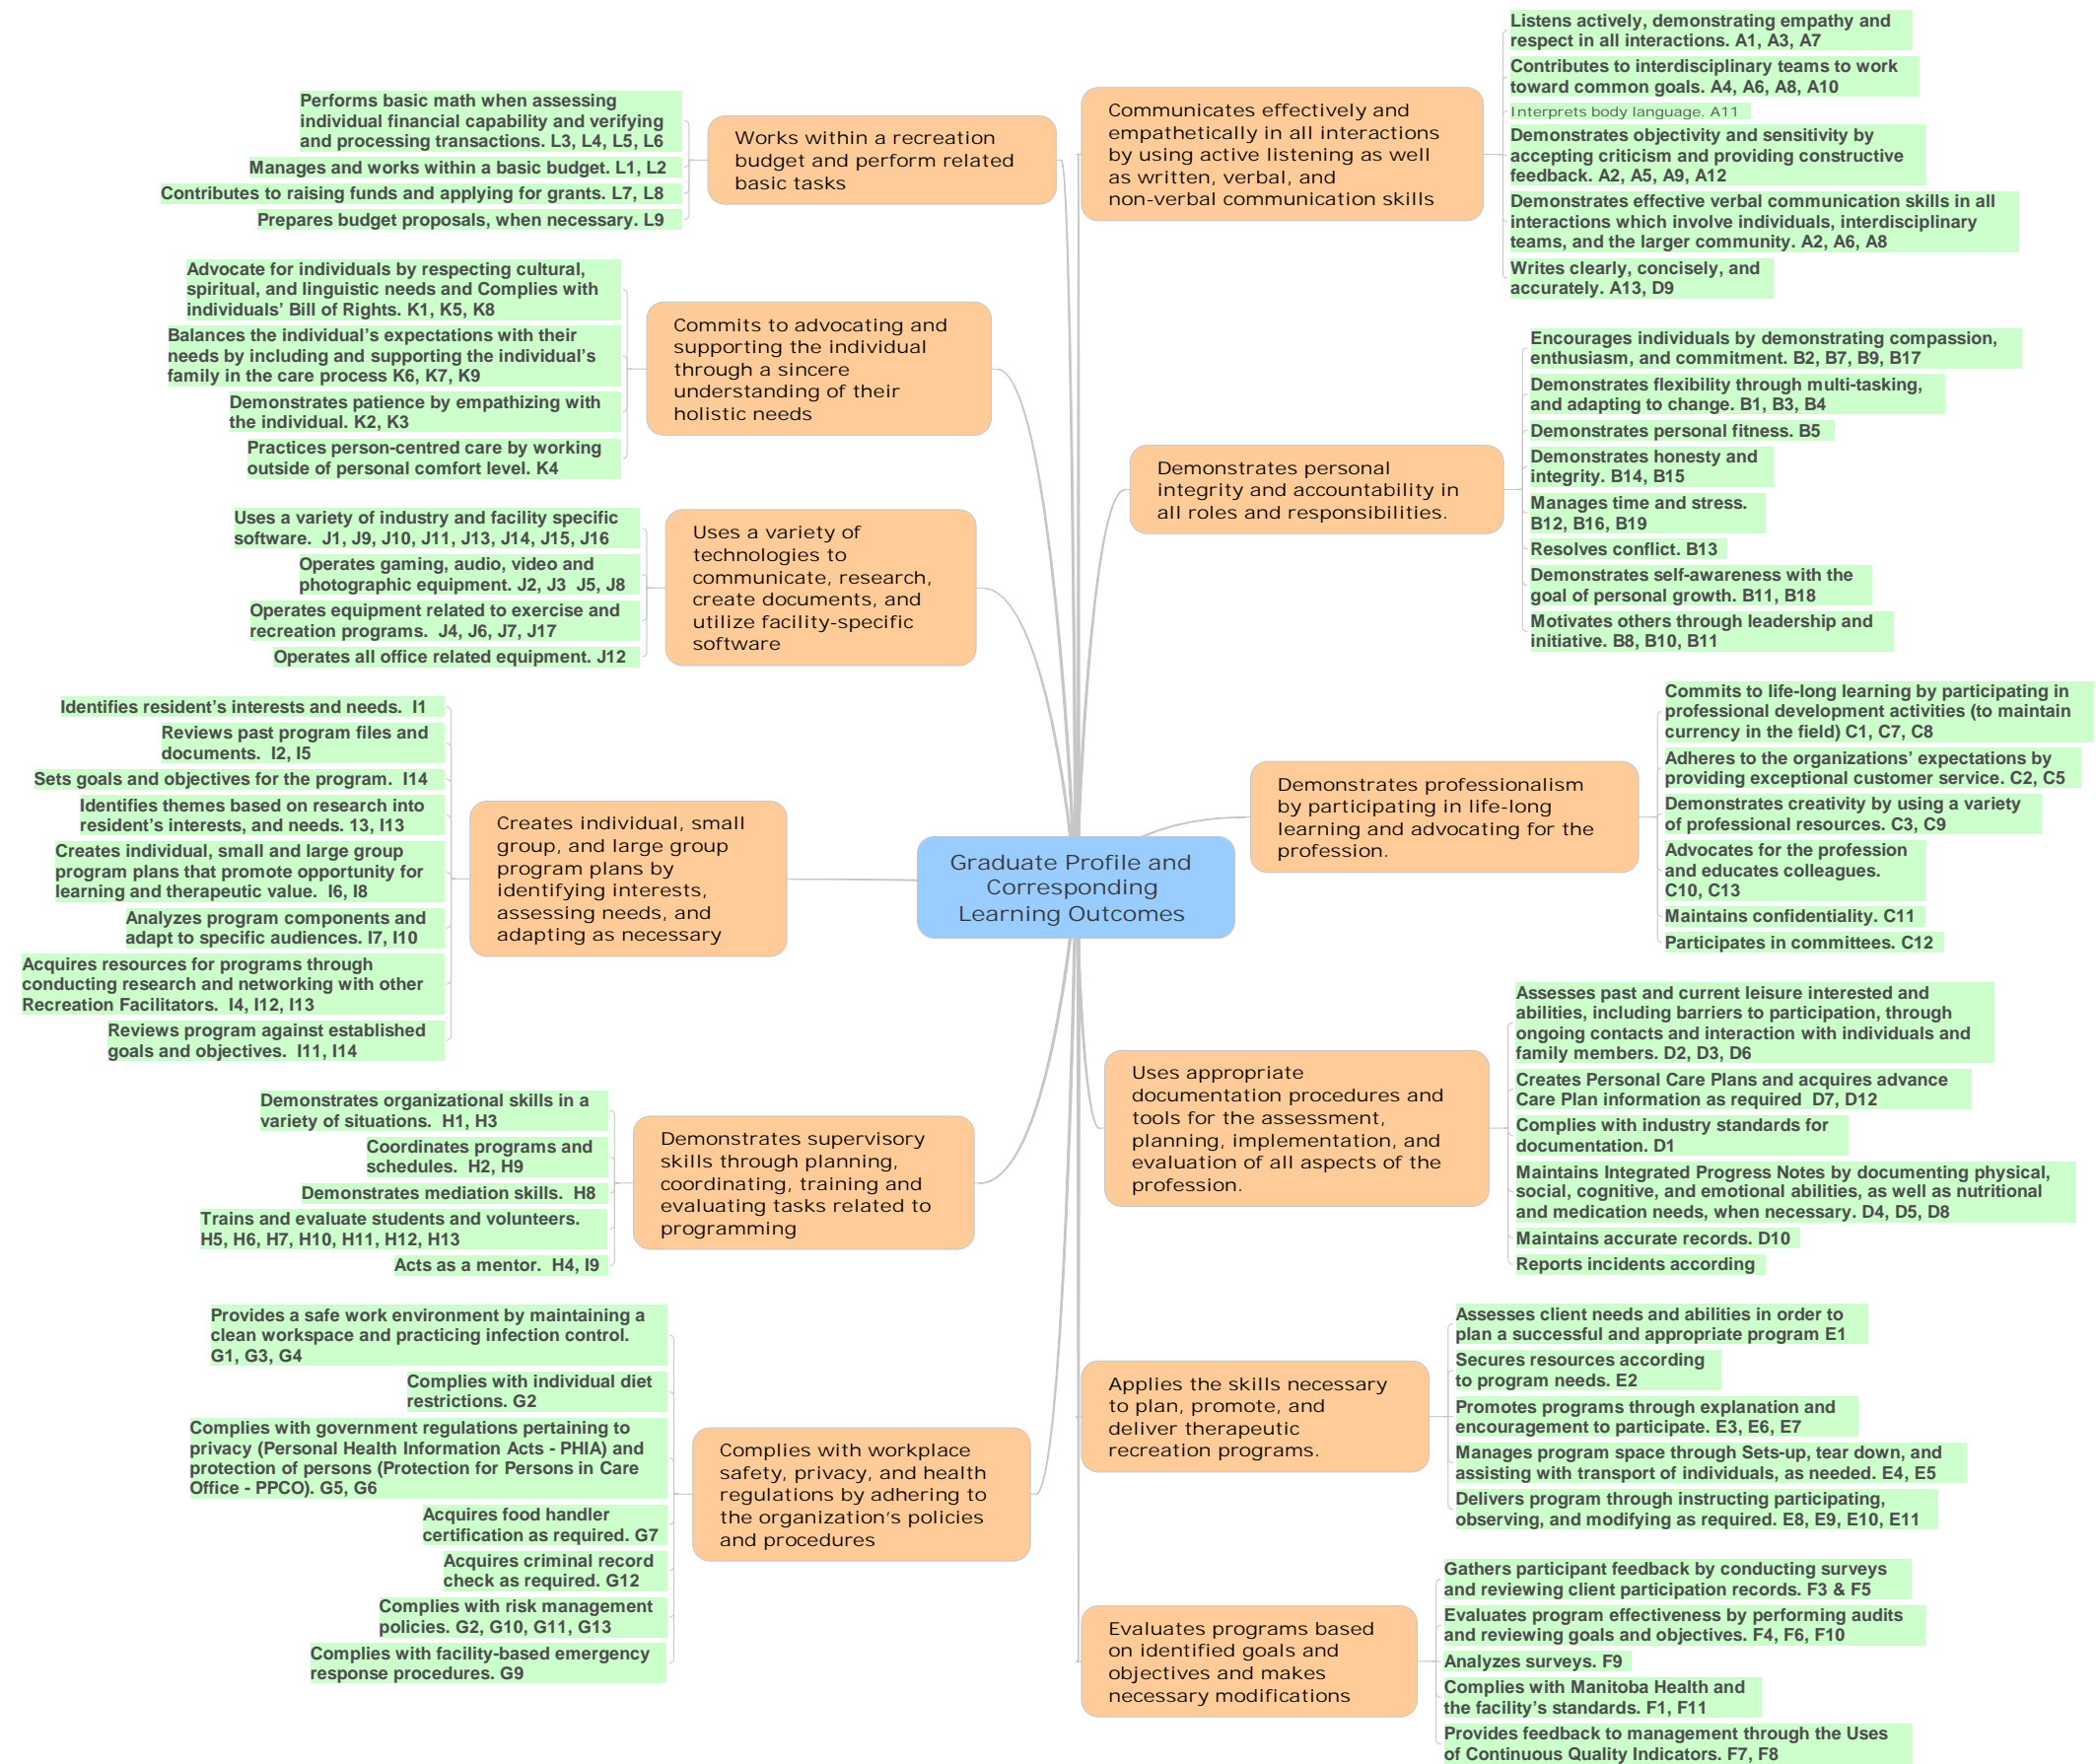 Graduate Profile and
Corresponding
Learning Outcomes
Communicates effectively and
empathetically in all interactions
by using active listening as well
as written, verbal, and
non-verbal communication skills
Listens actively, demonstrating empathy and
respect in all interactions. A1, A3, A7
Contributes to interdisciplinary teams to work
toward common goals. A4, A6, A8, A10
Interprets body language. A11
Demonstrates objectivity and sensitivity by
accepting criticism and providing constructive
feedback. A2, A5, A9, A12
Demonstrates effective verbal communication skills in all
interactions which involve individuals, interdisciplinary
teams, and the larger community. A2, A6, A8
Writes clearly, concisely, and
accurately. A13, D9
Demonstrates personal
integrity and accountability in
all roles and responsibilities.
Encourages individuals by demonstrating compassion,
enthusiasm, and commitment. B2, B7, B9, B17
Demonstrates flexibility through multi-tasking,
and adapting to change. B1, B3, B4
Demonstrates personal fitness. B5
Demonstrates honesty and
integrity. B14, B15
Manages time and stress.
B12, B16, B19
Resolves conflict. B13
Demonstrates self-awareness with the
goal of personal growth. B11, B18
Motivates others through leadership and
initiative. B8, B10, B11
Demonstrates professionalism
by participating in life-long
learning and advocating for the
profession.
Commits to life-long learning by participating in
professional development activities (to maintain
currency in the field) C1, C7, C8
Adheres to the organizations' expectations by
providing exceptional customer service. C2, C5
Demonstrates creativity by using a variety
of professional resources. C3, C9
Advocates for the profession
and educates colleagues.
C10, C13
Maintains confidentiality. C11
Participates in committees. C12
Uses appropriate
documentation procedures and
tools for the assessment,
planning, implementation, and
evaluation of all aspects of the
profession.
Assesses past and current leisure interested and
abilities, including barriers to participation, through
ongoing contacts and interaction with individuals and
family members. D2, D3, D6
Creates Personal Care Plans and acquires advance
Care Plan information as required  D7, D12
Complies with industry standards for
documentation. D1
Maintains Integrated Progress Notes by documenting physical,
social, cognitive, and emotional abilities, as well as nutritional
and medication needs, when necessary. D4, D5, D8
Maintains accurate records. D10
Reports incidents according
Applies the skills necessary
to plan, promote, and
deliver therapeutic
recreation programs.
Assesses client needs and abilities in order to
plan a successful and appropriate program E1
Secures resources according
to program needs. E2
Promotes programs through explanation and
encouragement to participate. E3, E6, E7
Manages program space through Sets-up, tear down, and
assisting with transport of individuals, as needed. E4, E5
Delivers program through instructing participating,
observing, and modifying as required. E8, E9, E10, E11
Evaluates programs based
on identified goals and
objectives and makes
necessary modifications
Gathers participant feedback by conducting surveys
and reviewing client participation records. F3 & F5
Evaluates program effectiveness by performing audits
and reviewing goals and objectives. F4, F6, F10
Analyzes surveys. F9
Complies with Manitoba Health and
the facility's standards. F1, F11
Provides feedback to management through the Uses
of Continuous Quality Indicators. F7, F8
Works within a recreation
budget and perform related
basic tasks
Performs basic math when assessing
individual financial capability and verifying
and processing transactions. L3, L4, L5, L6
Manages and works within a basic budget. L1, L2
Contributes to raising funds and applying for grants. L7, L8
Prepares budget proposals, when necessary. L9
Commits to advocating and
supporting the individual
through a sincere
understanding of their
holistic needs
Advocate for individuals by respecting cultural,
spiritual, and linguistic needs and Complies with
individuals' Bill of Rights. K1, K5, K8
Balances the individual's expectations with their
needs by including and supporting the individual's
family in the care process K6, K7, K9
Demonstrates patience by empathizing with
the individual. K2, K3
Practices person-centred care by working
outside of personal comfort level. K4
Uses a variety of
technologies to
communicate, research,
create documents, and
utilize facility-specific
software
Uses a variety of industry and facility specific
software.  J1, J9, J10, J11, J13, J14, J15, J16
Operates gaming, audio, video and
photographic equipment. J2, J3  J5, J8
Operates equipment related to exercise and
recreation programs.  J4, J6, J7, J17
Operates all office related equipment. J12
Creates individual, small
group, and large group
program plans by
identifying interests,
assessing needs, and
adapting as necessary
Identifies resident's interests and needs.  I1
Reviews past program files and
documents.  I2, I5
Sets goals and objectives for the program.  I14
Identifies themes based on research into
resident's interests, and needs. 13, I13
Creates individual, small and large group
program plans that promote opportunity for
learning and therapeutic value.  I6, I8
Analyzes program components and
adapt to specific audiences. I7, I10
Acquires resources for programs through
conducting research and networking with other
Recreation Facilitators.  I4, I12, I13
Reviews program against established
goals and objectives.  I11, I14
Demonstrates supervisory
skills through planning,
coordinating, training and
evaluating tasks related to
programming
Demonstrates organizational skills in a
variety of situations.  H1, H3
Coordinates programs and
schedules.  H2, H9
Demonstrates mediation skills.  H8
Trains and evaluate students and volunteers.
H5, H6, H7, H10, H11, H12, H13
Acts as a mentor.  H4, I9
Complies with workplace
safety, privacy, and health
regulations by adhering to
the organization's policies
and procedures
Provides a safe work environment by maintaining a
clean workspace and practicing infection control.
G1, G3, G4
Complies with individual diet
restrictions. G2
Complies with government regulations pertaining to
privacy (Personal Health Information Acts - PHIA) and
protection of persons (Protection for Persons in Care
Office - PPCO). G5, G6
Acquires food handler
certification as required. G7
Acquires criminal record
check as required. G12
Complies with risk management
policies. G2, G10, G11, G13
Complies with facility-based emergency
response procedures. G9